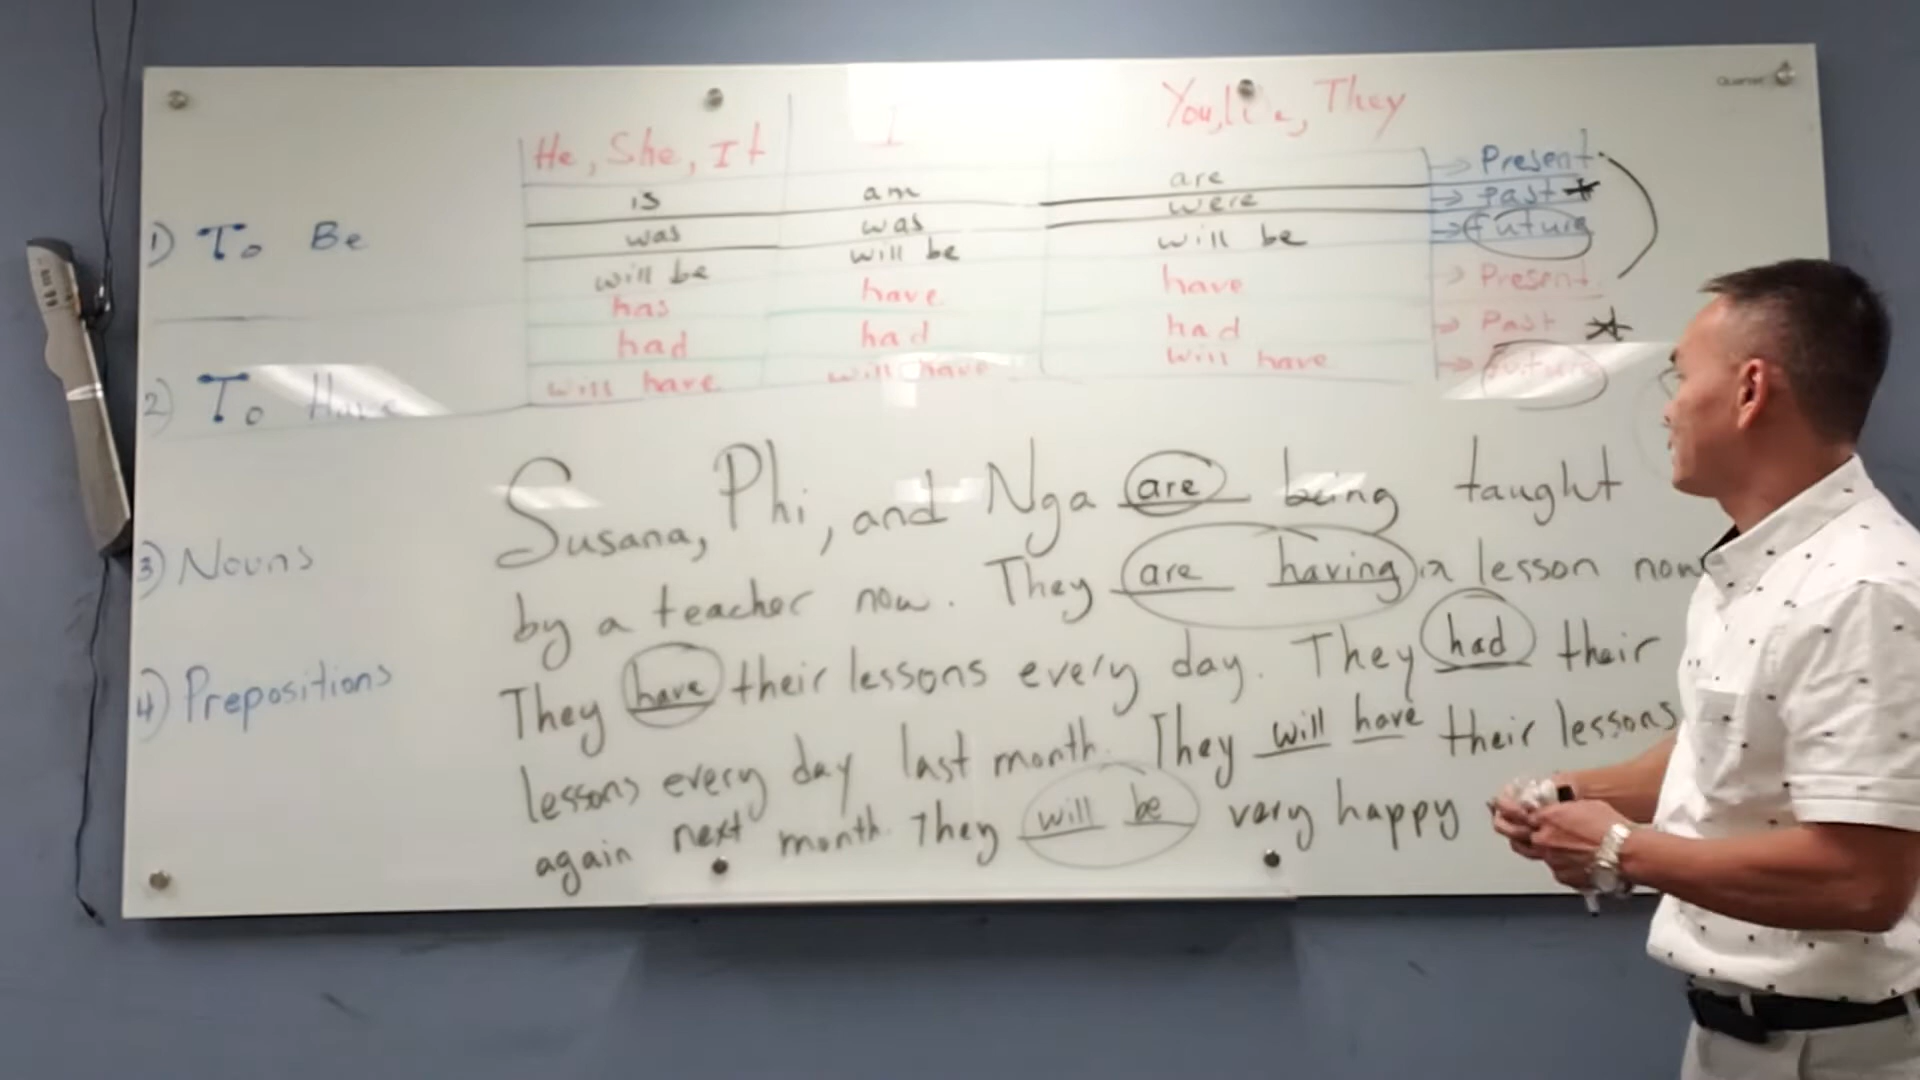 He, She, It I You, They
is am are → Present
was was were → Past *
1) To Be will be will be will be → Future
has have have → Present
had had had → Past *
2) To Have will have will have will have → Future
Susana, Phi, and Nga are being taught
3) Nouns by a teacher now. They are having a lesson now
4) Prepositions They have their lessons every day. They had their
lessons every day last month. They will have their lessons
again next month. They will be very happy